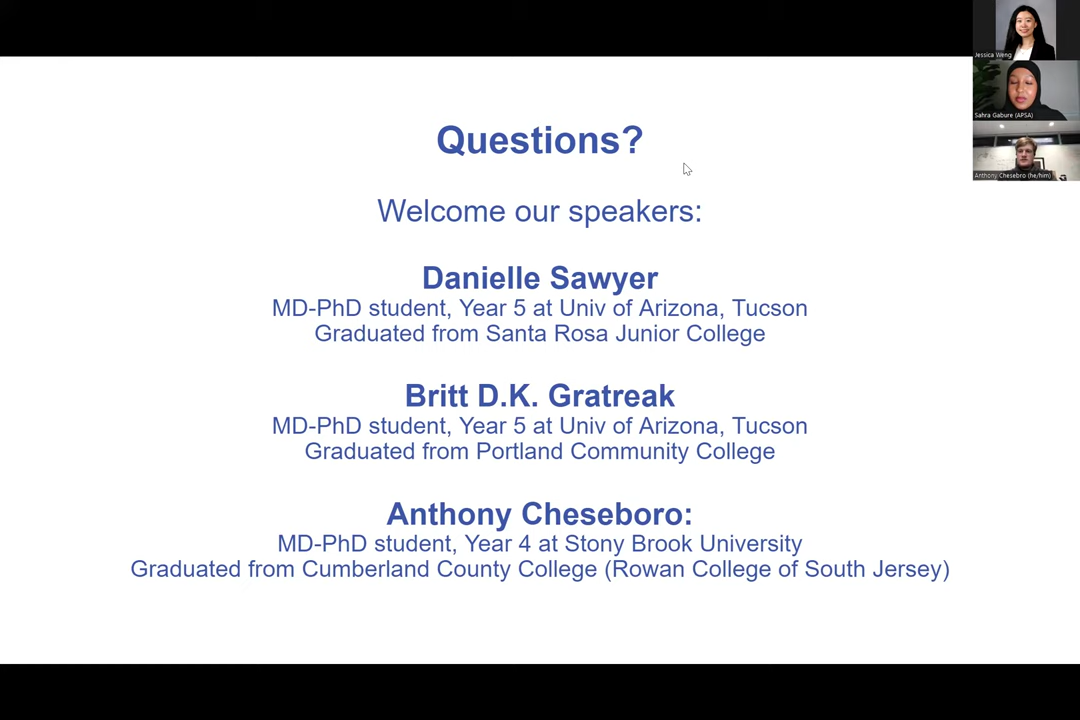 Questions?
Welcome our speakers:
Danielle Sawyer
MD-PhD student, Year 5 at Univ of Arizona, Tucson
Graduated from Santa Rosa Junior College
Britt D.K. Gratreak
MD-PhD student, Year 5 at Univ of Arizona, Tucson
Graduated from Portland Community College
Anthony Cheseboro:
MD-PhD student, Year 4 at Stony Brook University
Graduated from Cumberland County College (Rowan College of South Jersey)
Jessica Weng
Sahra Gabure (APSA)
Anthony Chesebro (he/him)